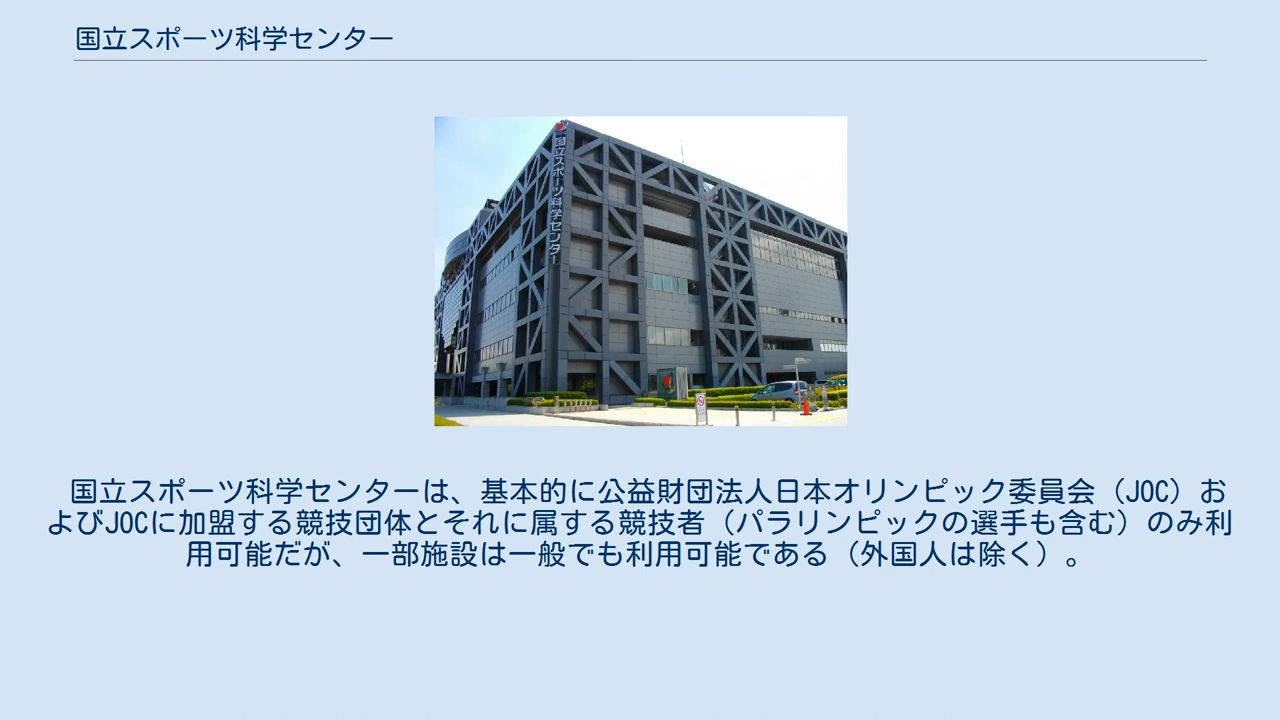 国立スポーツ科学センター
国立スポーツ科学センター
国立スポーツ科学センターは、基本的に公益財団法人日本オリンピック委員会（JOC）お
よびJOCに加盟する競技団体とそれに属する競技者（パラリンピックの選手も含む）のみ利
用可能だが、一部施設は一般でも利用可能である（外国人は除く）。